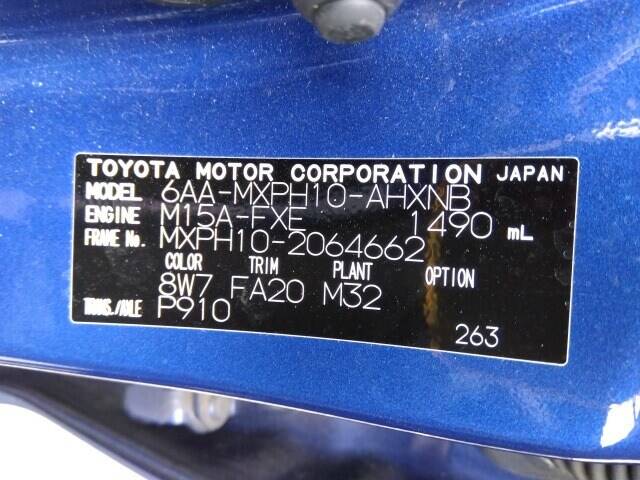 TOYOTA MOTOR CORPORATION JAPAN
MODEL 6AA-MXPH10-AHXNB
ENGINE M15A-FXE 1490 mL
FRAME No. MXPH10-2064662
COLOR TRIM PLANT OPTION
8W7 FA20 M32
TRANS./AXLE P910
263